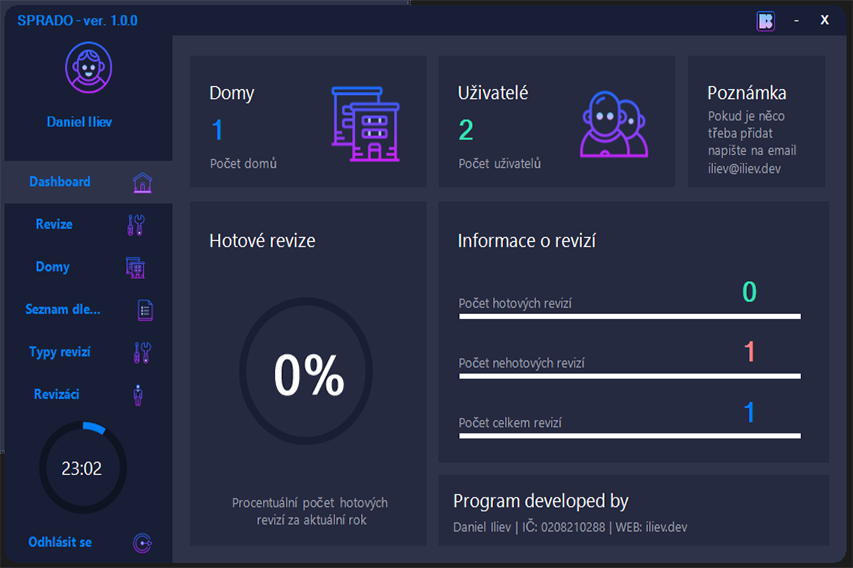 SPRADO - ver. 1.0.0
- X
Daniel Iliev
Dashboard
Revize
Domy
Seznam dle...
Typy revizí
Revizáci
23:02
Odhlásit se
Domy
1
Počet domů
Uživatelé
2
Počet uživatelů
Poznámka
Pokud je něco
třeba přidat
napište na email
iliev@iliev.dev
Hotové revize
0%
Procentuální počet hotových
revizí za aktuální rok
Informace o revizí
Počet hotových revizí 0
Počet nehotových revizí 1
Počet celkem revizí 1
Program developed by
Daniel Iliev | IČ: 0208210288 | WEB: iliev.dev